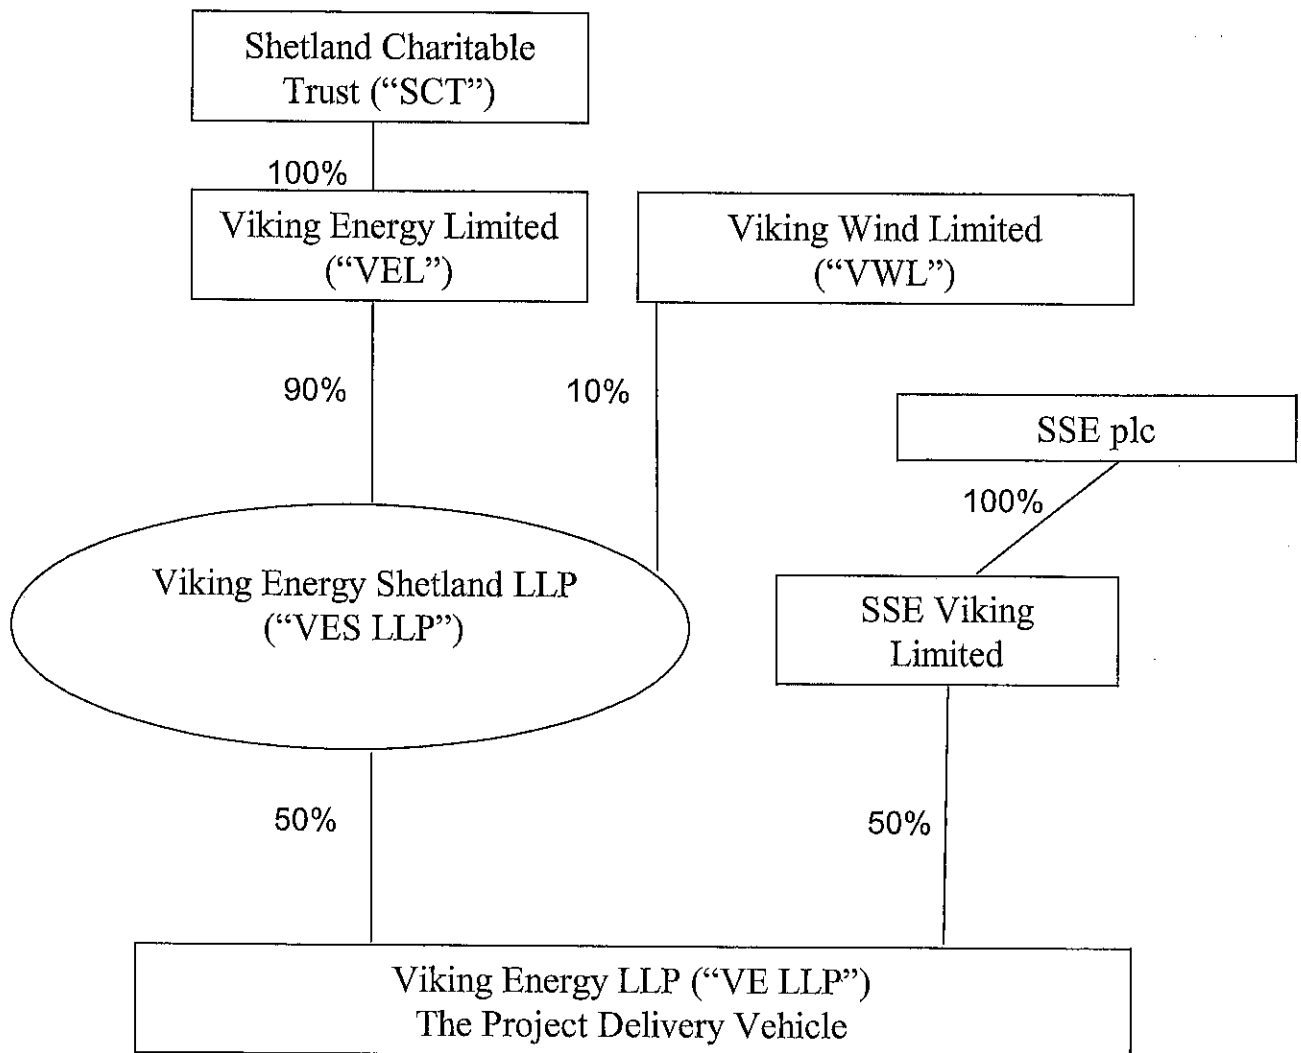 Shetland Charitable
Trust (“SCT”)
100%
Viking Energy Limited
(“VEL”)
Viking Wind Limited
(“VWL”)
90%
10%
SSE plc
100%
Viking Energy Shetland LLP
(“VES LLP”)
SSE Viking
Limited
50%
50%
Viking Energy LLP (“VE LLP”)
The Project Delivery Vehicle